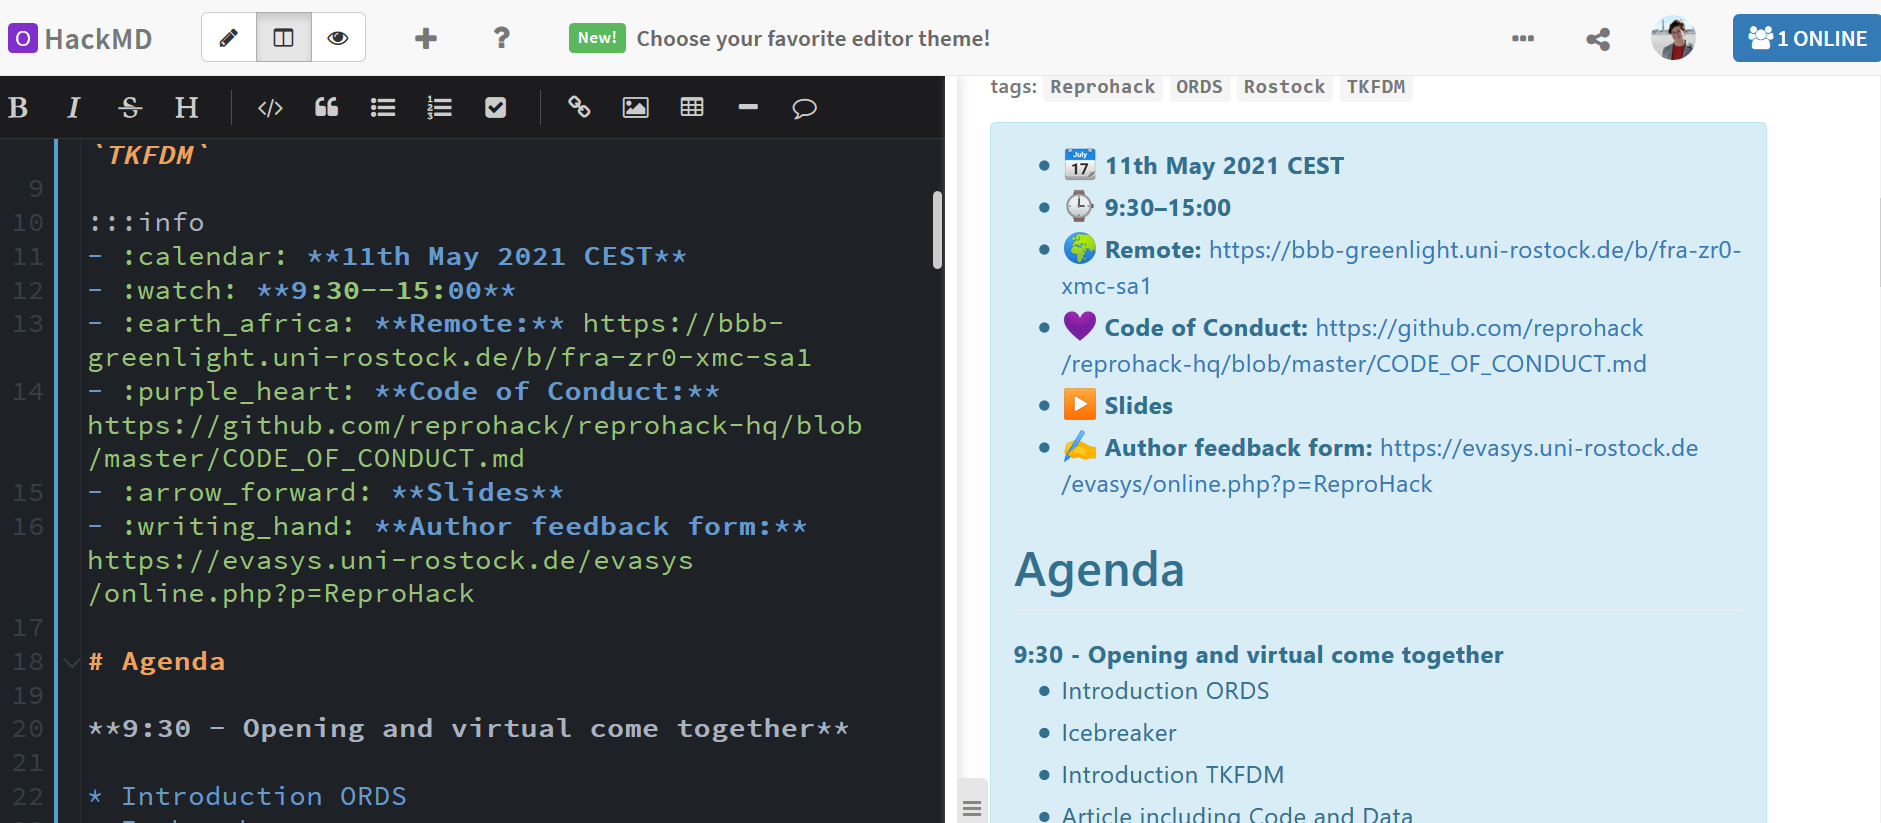 HackMD
New! Choose your favorite editor theme!
1 ONLINE
B I S H
`TKFDM`
9
10 :::info
11 - :calendar: **11th May 2021 CEST**
12 - :watch: **9:30--15:00**
13 - :earth_africa: **Remote:** https://bbb-
greenlight.uni-rostock.de/b/fra-zr0-xmc-sa1
14 - :purple_heart: **Code of Conduct:**
https://github.com/reprohack/reprohack-hq/blob
/master/CODE_OF_CONDUCT.md
15 - :arrow_forward: **Slides**
16 - :writing_hand: **Author feedback form:**
https://evasys.uni-rostock.de/evasys
/online.php?p=ReproHack
17
18 # Agenda
19
20 **9:30 - Opening and virtual come together**
21
22 * Introduction ORDS
tags: Reprohack ORDS Rostock TKFDM
July
17 11th May 2021 CEST
9:30–15:00
Remote: https://bbb-greenlight.uni-rostock.de/b/fra-zr0-
xmc-sa1
Code of Conduct: https://github.com/reprohack
/reprohack-hq/blob/master/CODE_OF_CONDUCT.md
Slides
Author feedback form: https://evasys.uni-rostock.de
/evasys/online.php?p=ReproHack
Agenda
9:30 - Opening and virtual come together
Introduction ORDS
Icebreaker
Introduction TKFDM
Article including Code and Data